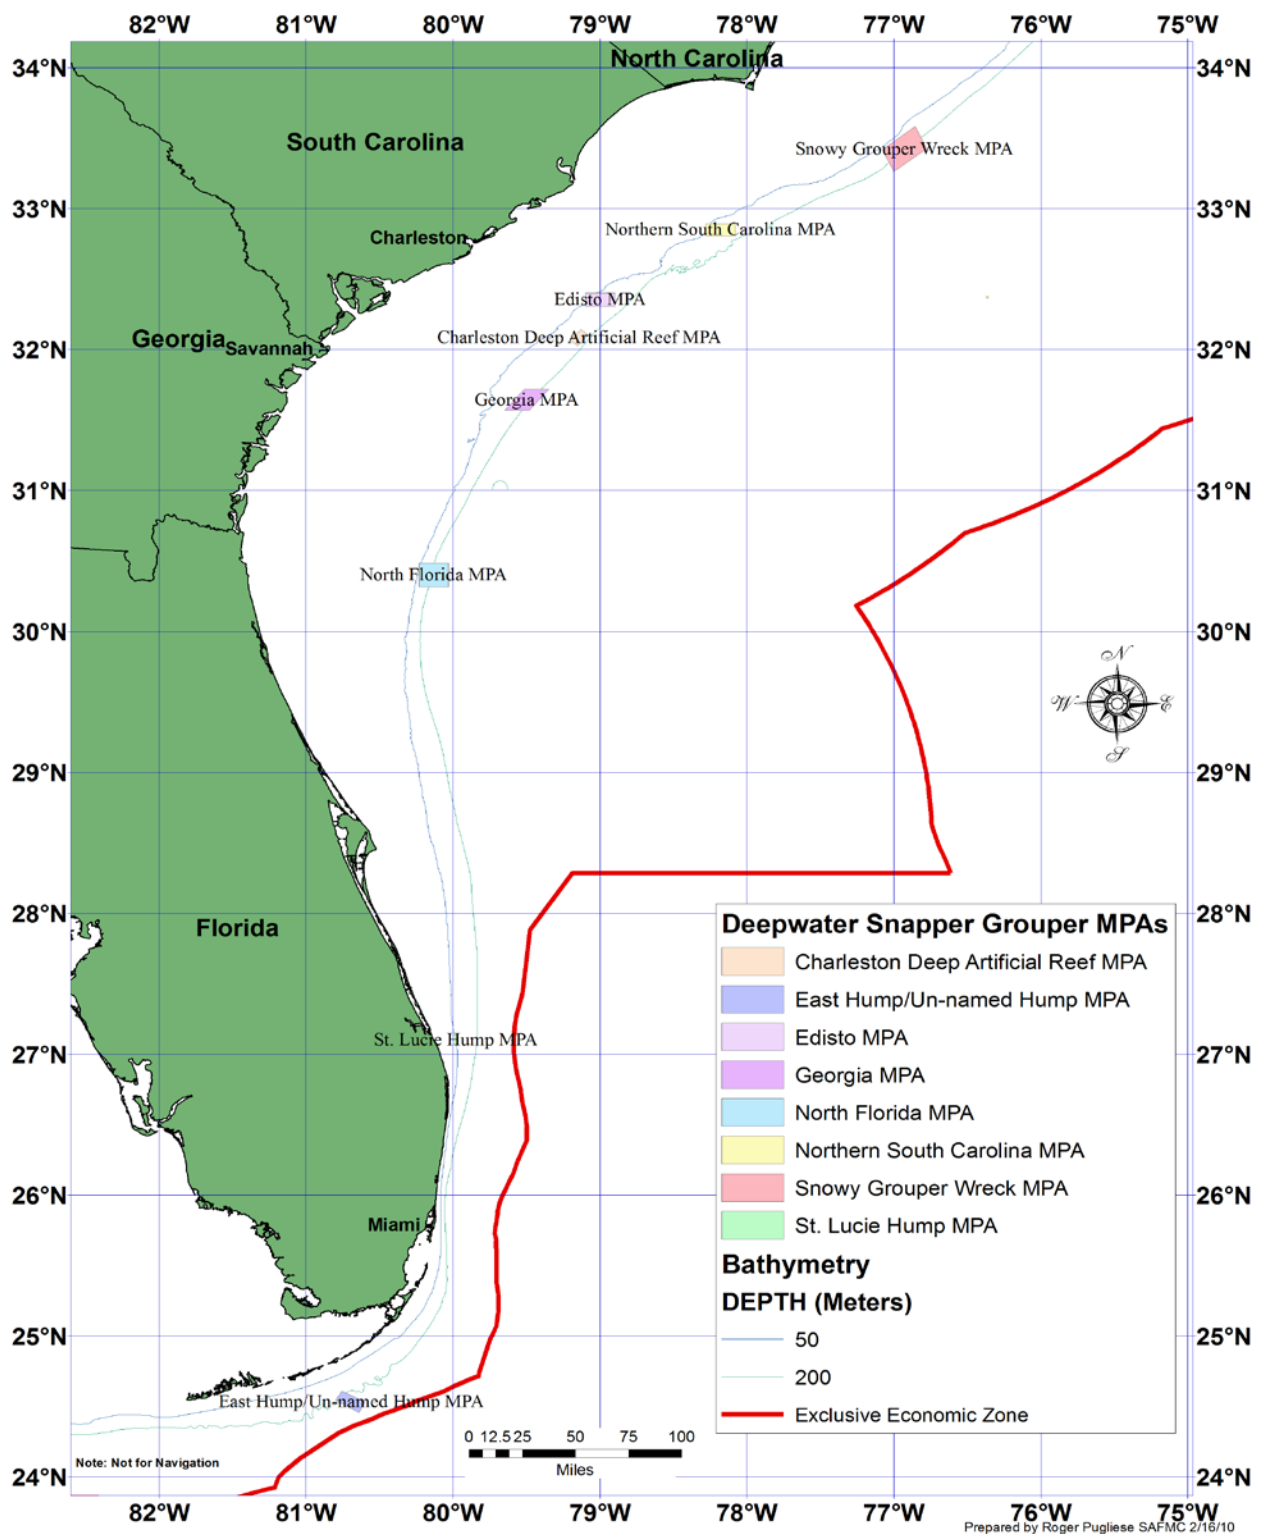 82°W 81°W 80°W 79°W 78°W 77°W 76°W 75°W
34°N North Carolina 34°N
South Carolina
Snowy Grouper Wreck MPA
33°N 33°N
Northern South Carolina MPA
Charleston
Edisto MPA
Charleston Deep Artificial Reef MPA
Georgia
Savannah
32°N 32°N
Georgia MPA
31°N 31°N
North Florida MPA
30°N 30°N
N
W E
S
29°N 29°N
28°N 28°N
Florida
Deepwater Snapper Grouper MPAs
Charleston Deep Artificial Reef MPA
East Hump/Un-named Hump MPA
Edisto MPA
Georgia MPA
North Florida MPA
Northern South Carolina MPA
Snowy Grouper Wreck MPA
St. Lucie Hump MPA
Bathymetry
DEPTH (Meters)
50
200
Exclusive Economic Zone
St. Lucie Hump MPA
27°N 27°N
26°N 26°N
Miami
25°N 25°N
East Hump/Un-named Hump MPA
0 12.5 25 50 75 100
Miles
Note: Not for Navigation
24°N 24°N
82°W 81°W 80°W 79°W 78°W 77°W 76°W 75°W
Prepared by Roger Pugliese SAFMC 2/16/10